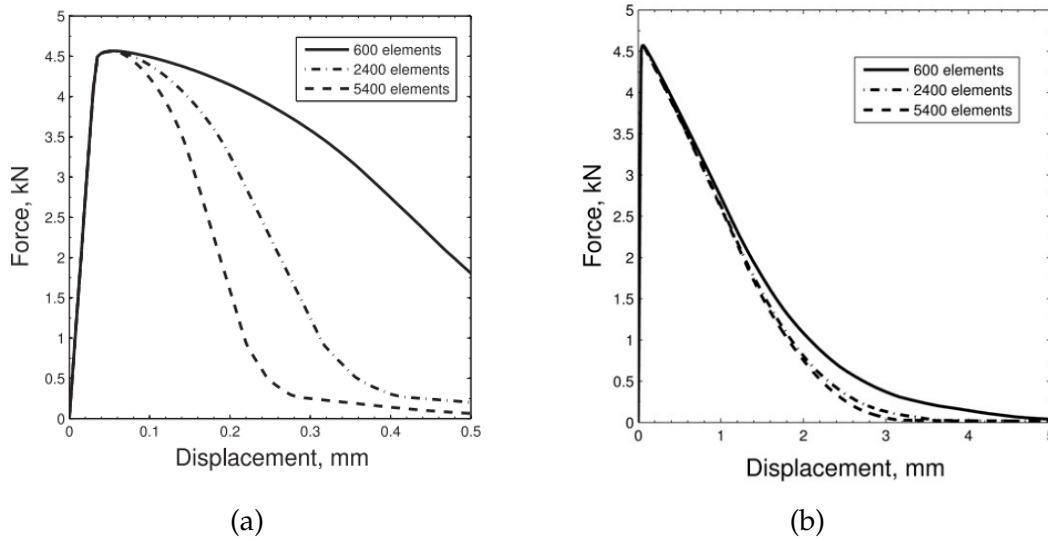 5
4.5
4
3.5
3
2.5
2
1.5
1
0.5
0
Force, kN
600 elements
2400 elements
5400 elements
0 0.1 0.2 0.3 0.4 0.5
Displacement, mm
(a)
5
4.5
4
3.5
3
2.5
2
1.5
1
0.5
0
Force, kN
600 elements
2400 elements
5400 elements
0 1 2 3 4 5
Displacement, mm
(b)